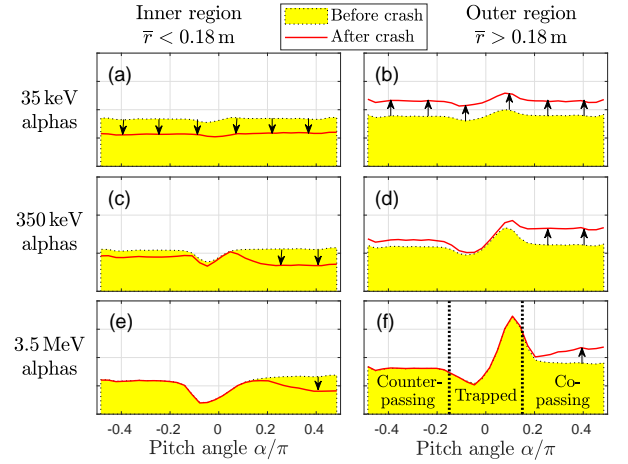 Inner region
r̅ < 0.18 m
Before crash
After crash
Outer region
r̅ > 0.18 m
35 keV
alphas
(a)
(b)
350 keV
alphas
(c)
(d)
3.5 MeV
alphas
(e)
(f)
Counter-
passing
Trapped
Co-
passing
-0.4 -0.2 0 0.2 0.4
-0.4 -0.2 0 0.2 0.4
Pitch angle α/π
Pitch angle α/π